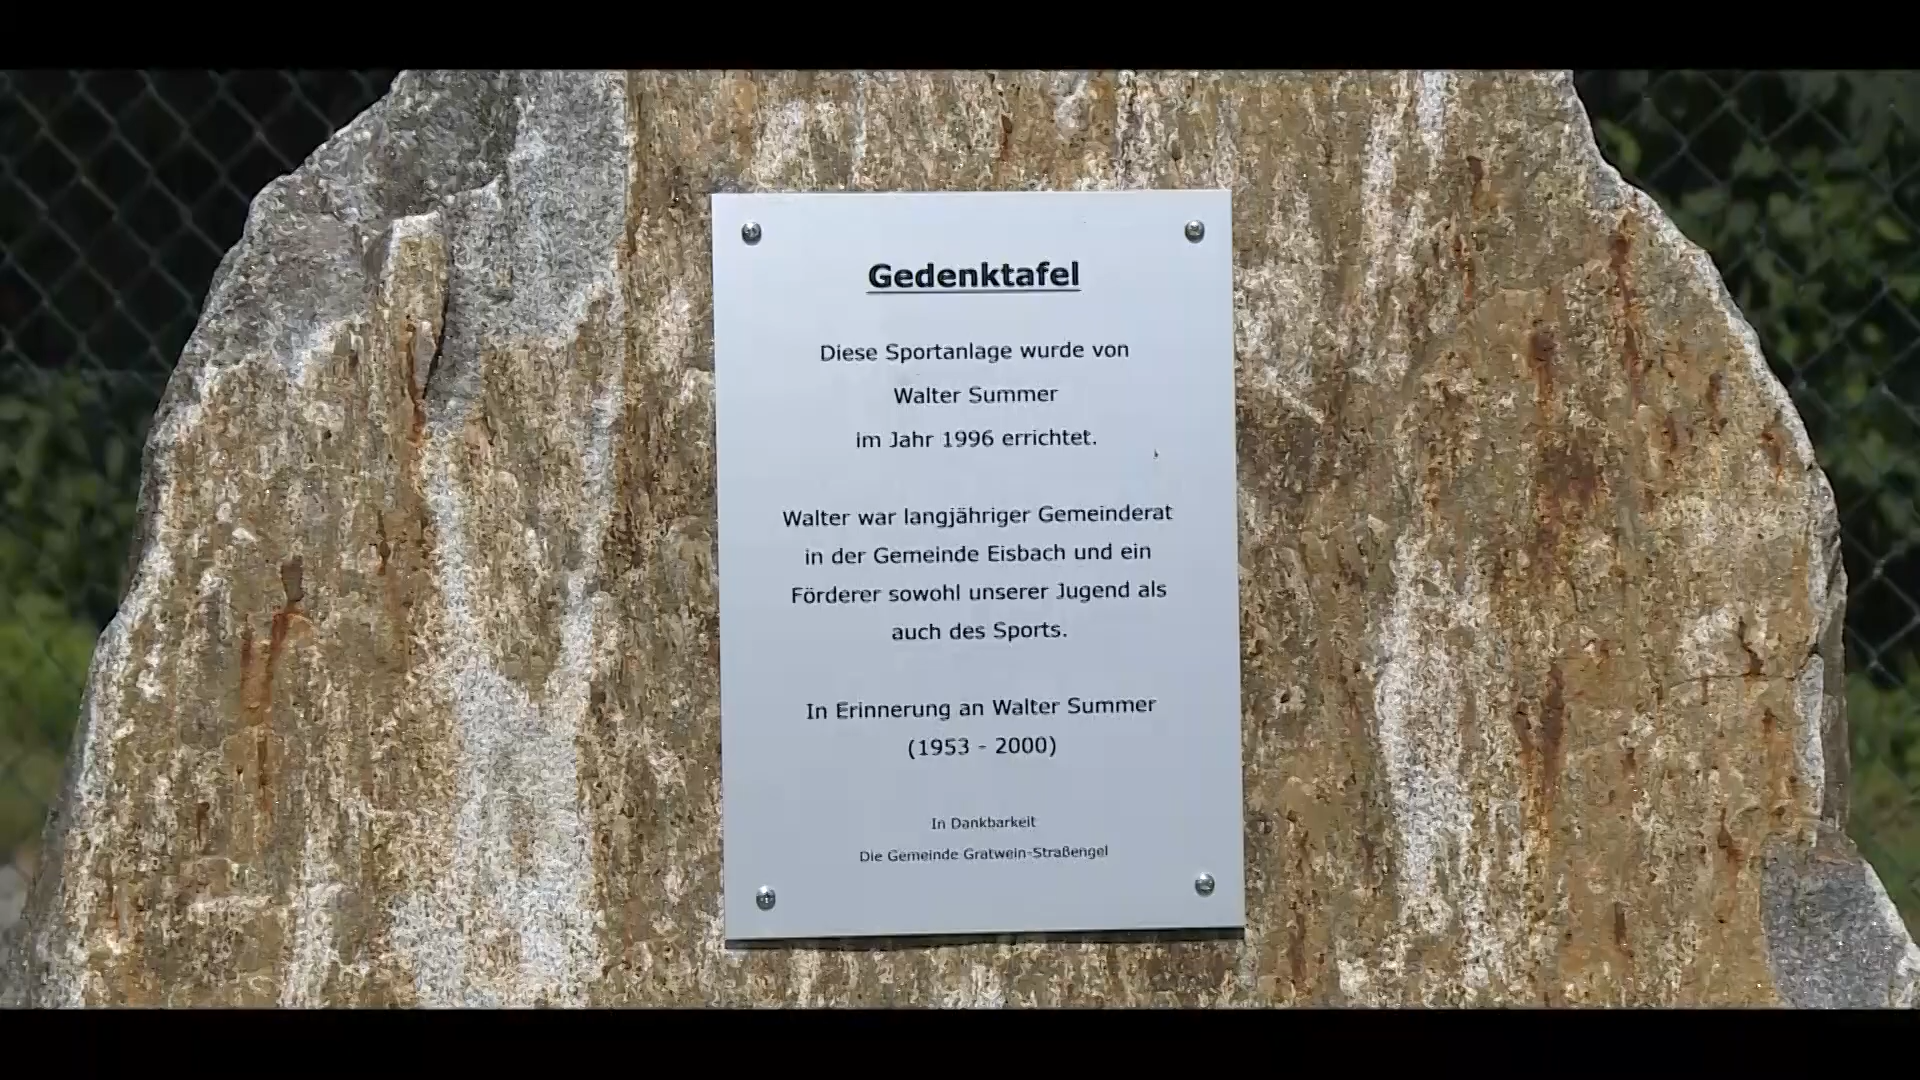 Gedenktafel
Diese Sportanlage wurde von
Walter Summer
im Jahr 1996 errichtet.
Walter war langjähriger Gemeinderat
in der Gemeinde Eisbach und ein
Förderer sowohl unserer Jugend als
auch des Sports.
In Erinnerung an Walter Summer
(1953 - 2000)
In Dankbarkeit
Die Gemeinde Gratwein-Straßengel